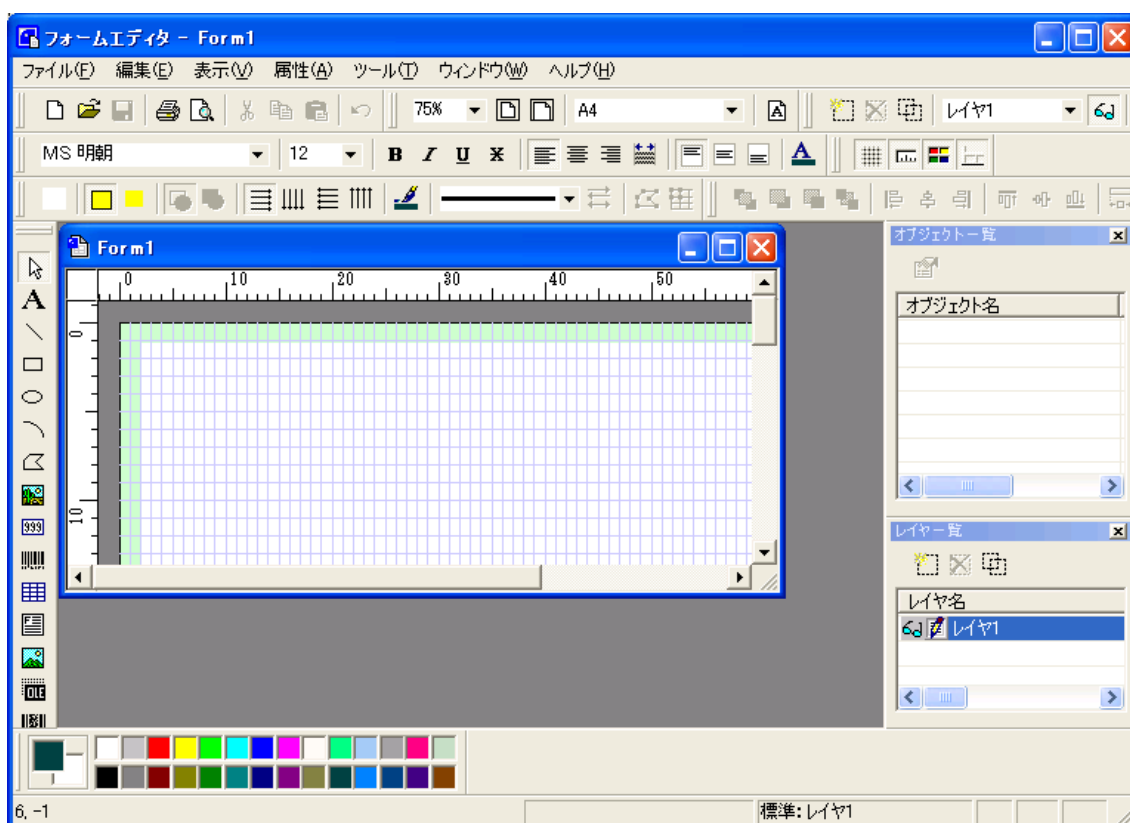 フォームエディタ - Form1
ファイル(F) 編集(E) 表示(V) 属性(A) ツール(T) ウィンドウ(W) ヘルプ(H)
75% A4 A レイヤ1
MS 明朝 12 B I U X A
Form1
0 10 20 30 40 50
0
10
A
999
OLE
オブジェクト一覧
オブジェクト名
レイヤ一覧
レイヤ名
レイヤ1
6, -1 標準:レイヤ1